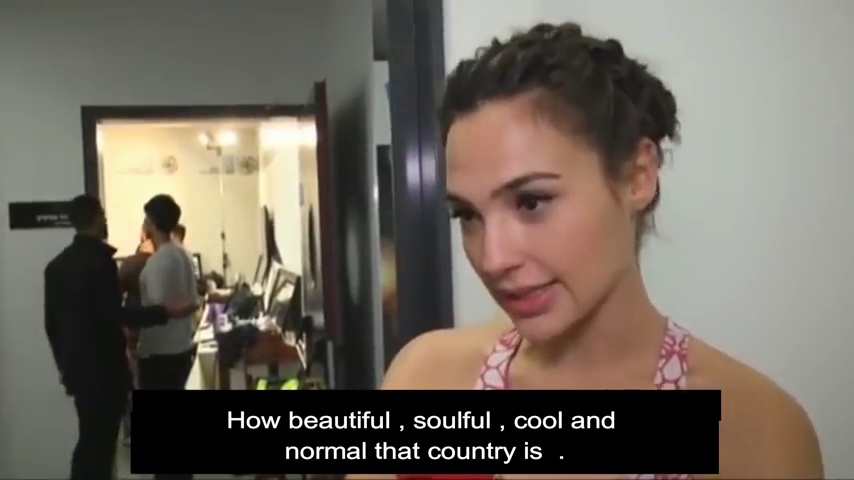 How beautiful , soulful , cool and
normal that country is .